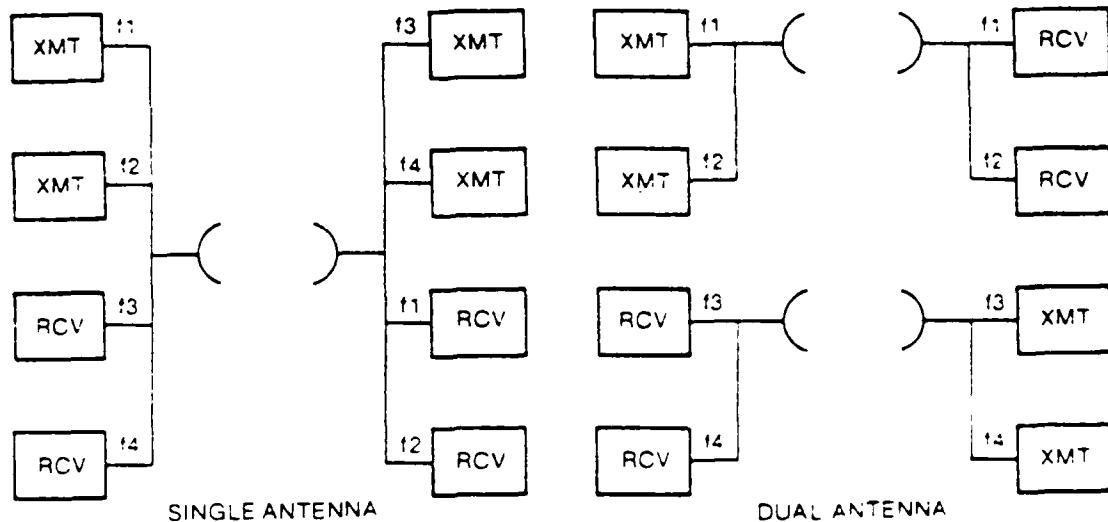 f1 XMT
f2 XMT
f3 RCV
f4 RCV
f3 XMT
f4 XMT
f1 RCV
f2 RCV
SINGLE ANTENNA
XMT f1
XMT f2
RCV f3
RCV f4
f1 RCV
f2 RCV
f3 XMT
f4 XMT
DUAL ANTENNA